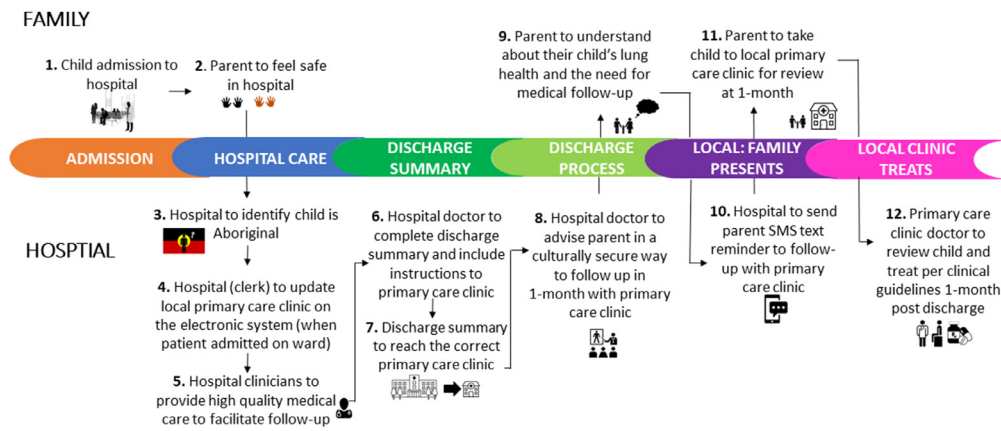 FAMILY
1. Child admission to
hospital
2. Parent to feel safe
in hospital
9. Parent to understand
about their child's lung
health and the need for
medical follow-up
11. Parent to take
child to local primary
care clinic for review
at 1-month
ADMISSION
HOSPITAL CARE
DISCHARGE
SUMMARY
DISCHARGE
PROCESS
LOCAL: FAMILY
PRESENTS
LOCAL CLINIC
TREATS
HOSPTIAL
3. Hospital to identify child is
Aboriginal
4. Hospital (clerk) to update
local primary care clinic on
the electronic system (when
patient admitted on ward)
5. Hospital clinicians to
provide high quality medical
care to facilitate follow-up
6. Hospital doctor to
complete discharge
summary and include
instructions to
primary care clinic
7. Discharge summary
to reach the correct
primary care clinic
8. Hospital doctor to
advise parent in a
culturally secure way
to follow up in
1-month with primary
care clinic
10. Hospital to send
parent SMS text
reminder to follow-
up with primary
care clinic
12. Primary care
clinic doctor to
review child and
treat per clinical
guidelines 1-month
post discharge